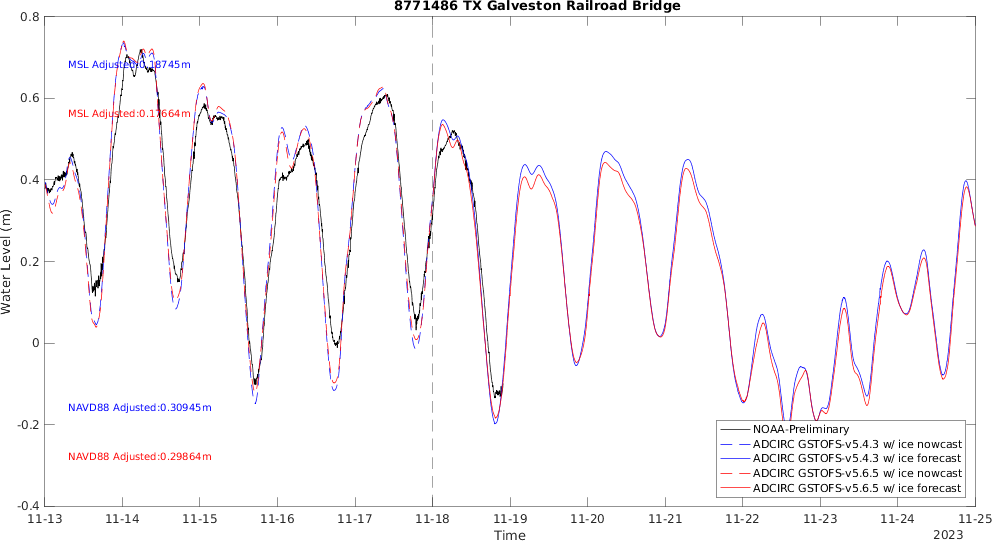 8771486 TX Galveston Railroad Bridge
0.8
0.6
0.4
0.2
0
-0.2
-0.4
Water Level (m)
MSL Adjusted:0.18745m
MSL Adjusted:0.17664m
NAVD88 Adjusted:0.30945m
NAVD88 Adjusted:0.29864m
NOAA-Preliminary
ADCIRC GSTOFS-v5.4.3 w/ ice nowcast
ADCIRC GSTOFS-v5.4.3 w/ ice forecast
ADCIRC GSTOFS-v5.6.5 w/ ice nowcast
ADCIRC GSTOFS-v5.6.5 w/ ice forecast
11-13 11-14 11-15 11-16 11-17 11-18 11-19 11-20 11-21 11-22 11-23 11-24 11-25
Time
2023